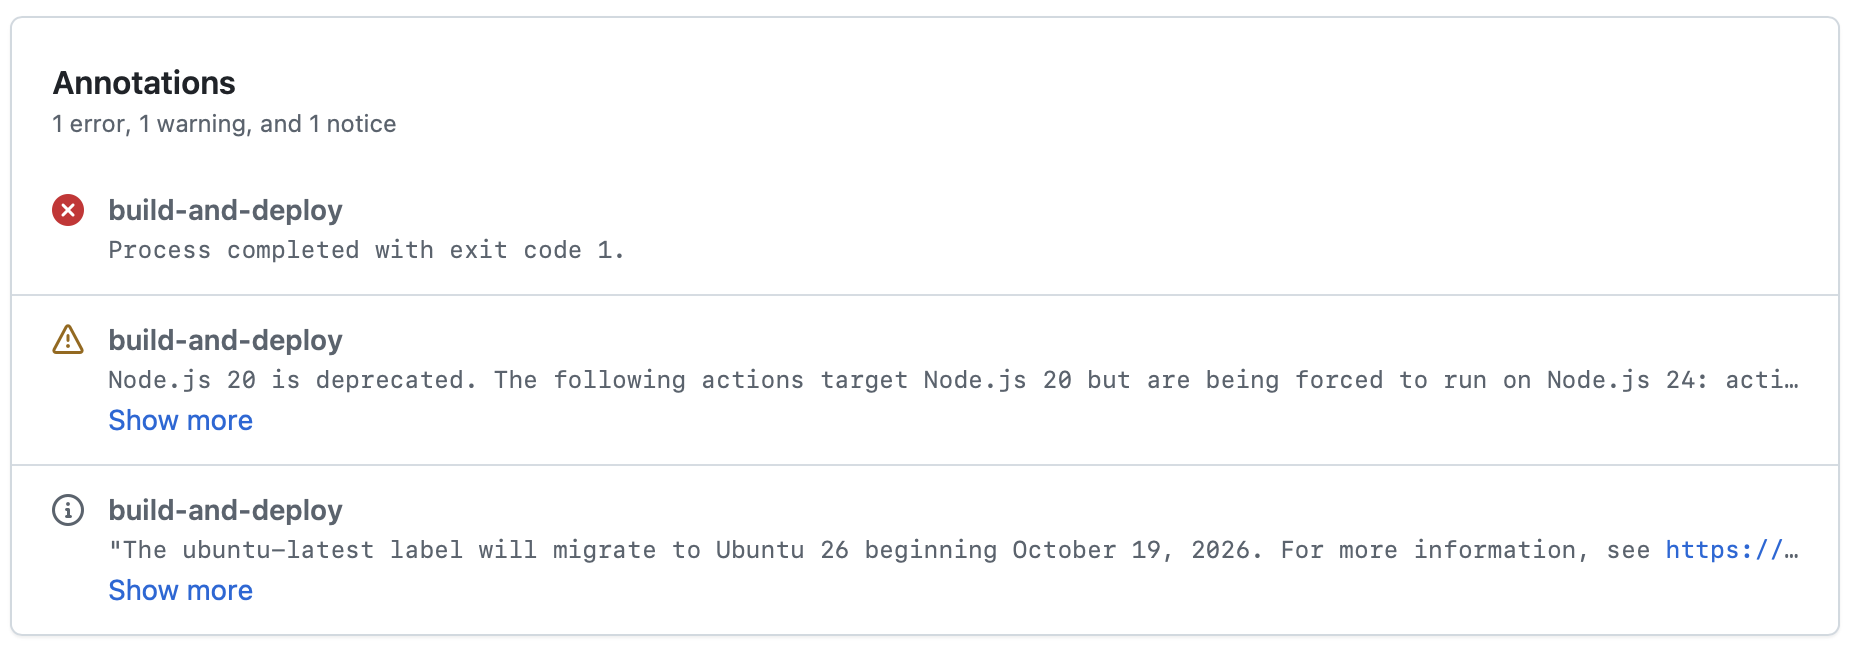 Annotations
1 error, 1 warning, and 1 notice
build-and-deploy
Process completed with exit code 1.
build-and-deploy
Node.js 20 is deprecated. The following actions target Node.js 20 but are being forced to run on Node.js 24: acti…
Show more
build-and-deploy
"The ubuntu-latest label will migrate to Ubuntu 26 beginning October 19, 2026. For more information, see https://…
Show more